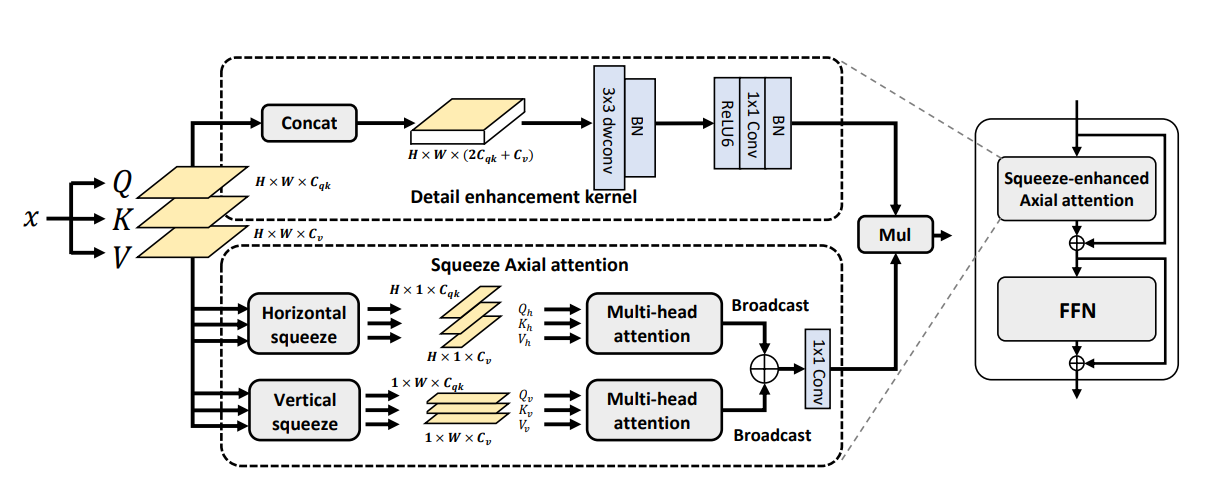 x
Q
K
V
H × W × C_qk
H × W × C_v
Concat
H × W × (2C_qk + C_v)
3x3 dwconv
BN
ReLU6
1x1 Conv
BN
Detail enhancement kernel
Mul
Squeeze Axial attention
Horizontal
squeeze
H × 1 × C_qk
H × 1 × C_v
Q_h
K_h
V_h
Multi-head
attention
Broadcast
Vertical
squeeze
1 × W × C_qk
1 × W × C_v
Q_v
K_v
V_v
Multi-head
attention
Broadcast
1x1 Conv
Squeeze-enhanced
Axial attention
FFN